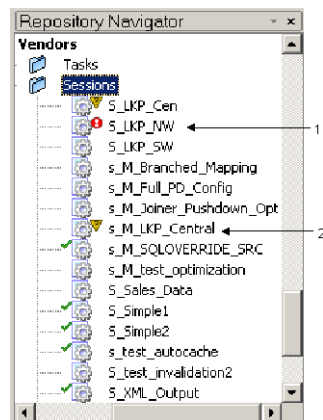 Repository Navigator
Vendors
Tasks
Sessions
S_LKP_Cen
S_LKP_NW
1
S_LKP_SW
s_M_Branched_Mapping
s_M_Full_PD_Config
s_M_Joiner_Pushdown_Opt
s_M_LKP_Central
2
s_M_SQLOVERRIDE_SRC
s_M_test_optimization
S_Sales_Data
S_Simple1
S_Simple2
s_test_autocache
S_test_invalidation2
S_XML_Output